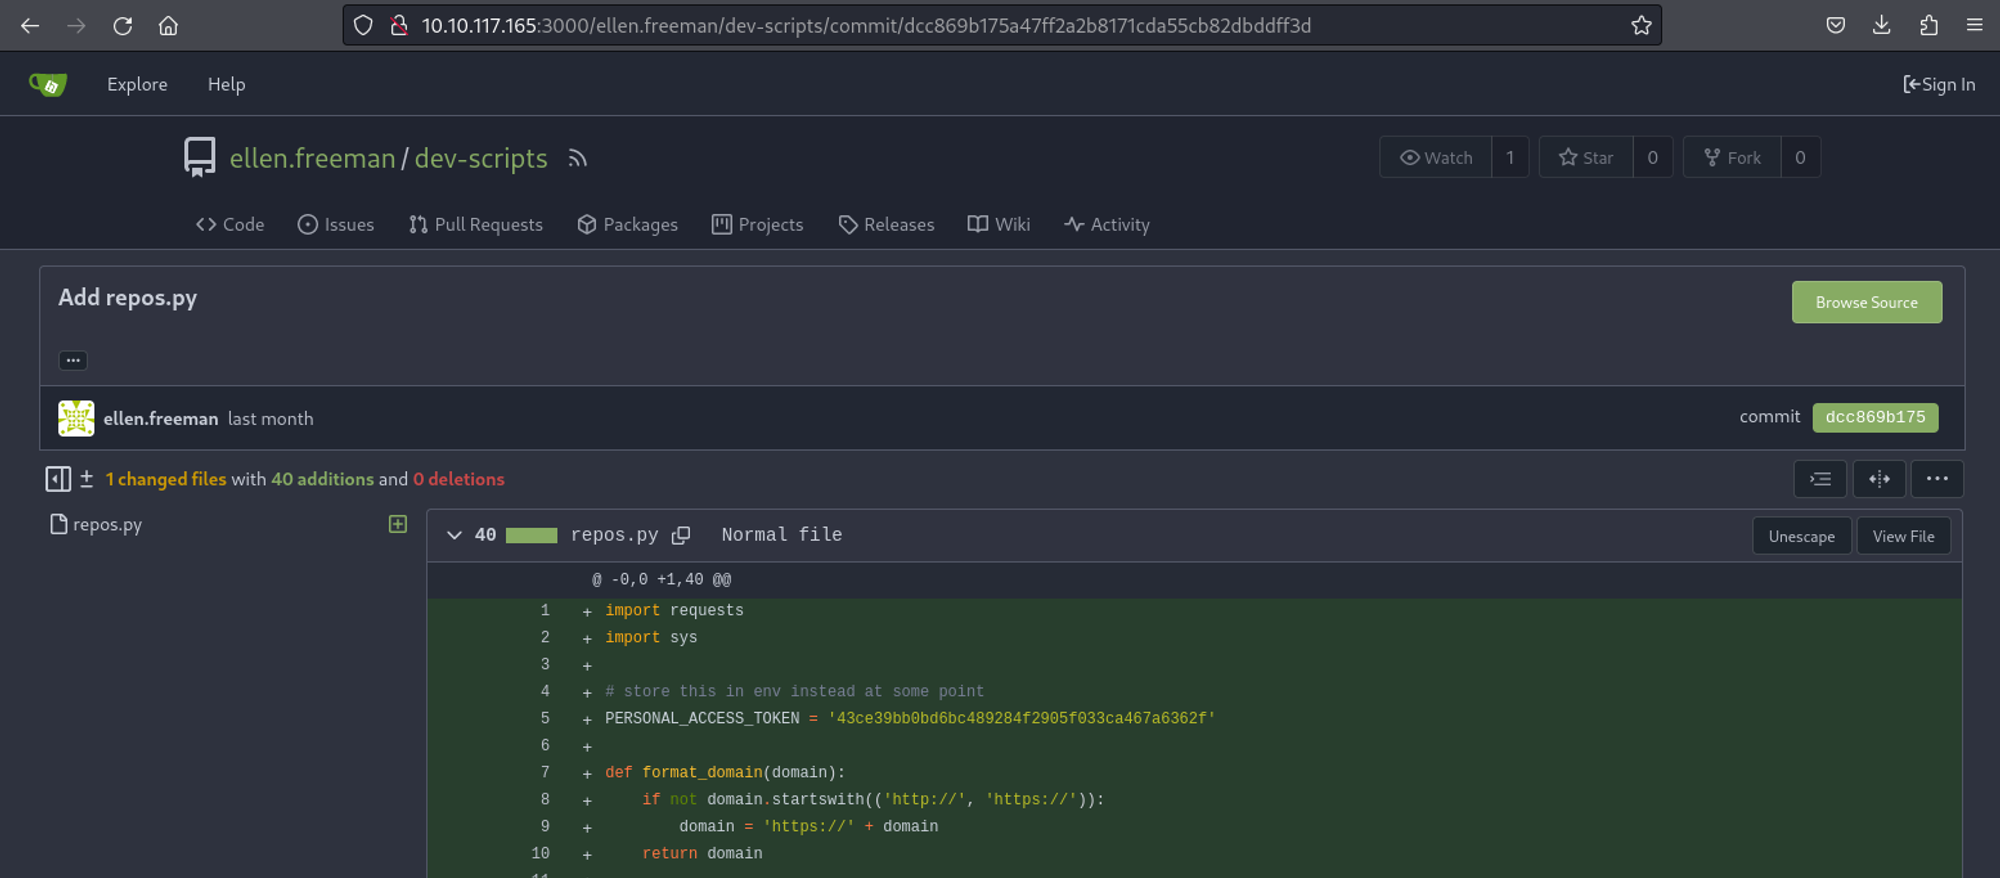 10.10.117.165:3000/ellen.freeman/dev-scripts/commit/dcc869b175a47ff2a2b8171cda55cb82dbddff3d
Explore Help Sign In
ellen.freeman / dev-scripts Watch 1 Star 0 Fork 0
Code Issues Pull Requests Packages Projects Releases Wiki Activity
Add repos.py Browse Source
...
ellen.freeman last month commit dcc869b175
1 changed files with 40 additions and 0 deletions
repos.py
40 repos.py Normal file Unescape View File
@ -0,0 +1,40 @@
1 + import requests
2 + import sys
3 +
4 + # store this in env instead at some point
5 + PERSONAL_ACCESS_TOKEN = '43ce39bb0bd6bc489284f2905f033ca467a6362f'
6 +
7 + def format_domain(domain):
8 +     if not domain.startswith(('http://', 'https://')):
9 +         domain = 'https://' + domain
10 +     return domain